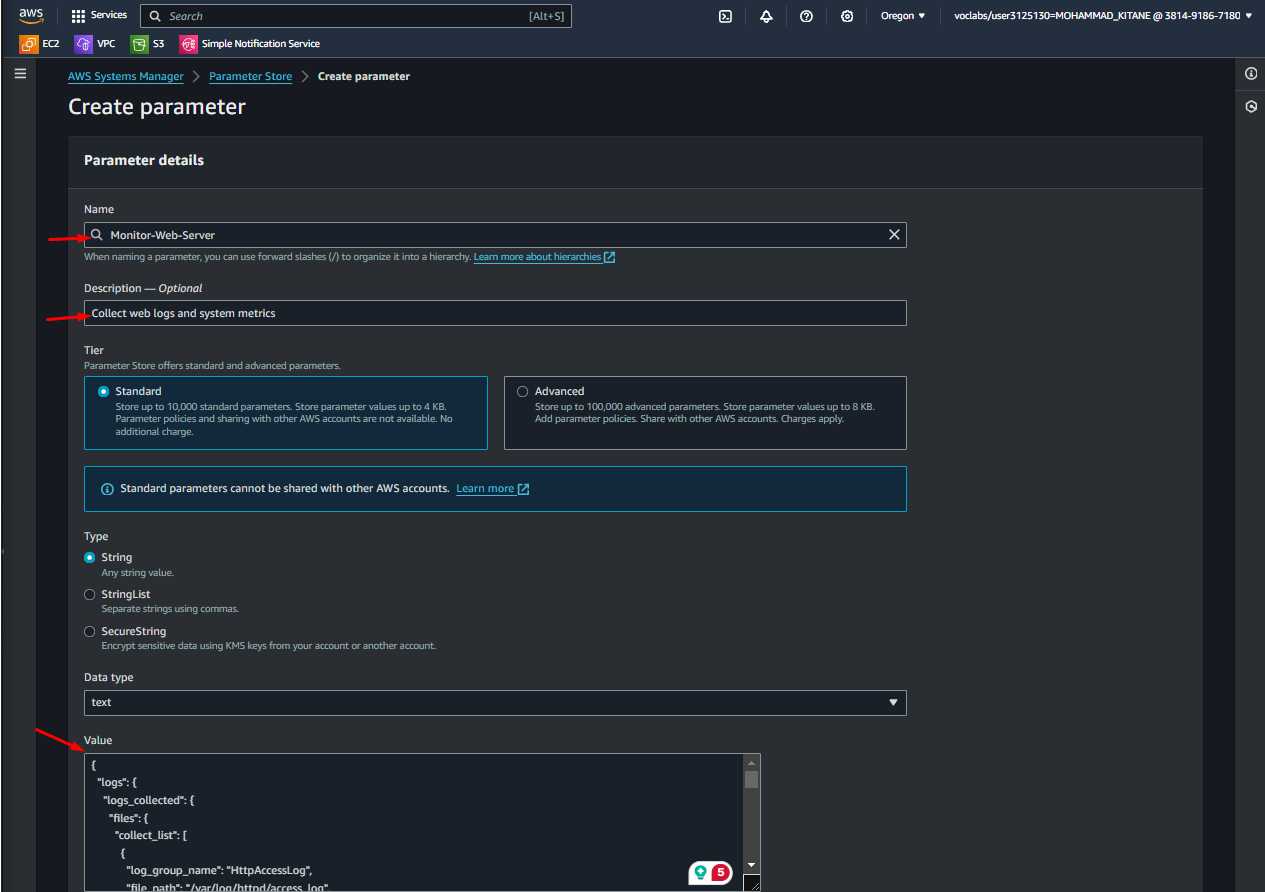 aws
Services
Search
[Alt+S]
Oregon ▼
voclabs/user3125130=MOHAMMAD_KITANE @ 3814-9186-7180 ▼
EC2
VPC
S3
Simple Notification Service
AWS Systems Manager > Parameter Store > Create parameter
Create parameter
Parameter details
Name
Monitor-Web-Server
When naming a parameter, you can use forward slashes (/) to organize it into a hierarchy. Learn more about hierarchies
Description — Optional
Collect web logs and system metrics
Tier
Parameter Store offers standard and advanced parameters.
Standard
Store up to 10,000 standard parameters. Store parameter values up to 4 KB.
Parameter policies and sharing with other AWS accounts are not available. No
additional charge.
Advanced
Store up to 100,000 advanced parameters. Store parameter values up to 8 KB.
Add parameter policies. Share with other AWS accounts. Charges apply.
Standard parameters cannot be shared with other AWS accounts. Learn more
Type
String
Any string value.
StringList
Separate strings using commas.
SecureString
Encrypt sensitive data using KMS keys from your account or another account.
Data type
text
Value
{
"logs": {
"logs_collected": {
"files": {
"collect_list": [
{
"log_group_name": "HttpAccessLog",
"file_path": "/var/log/httpd/access_log",
5